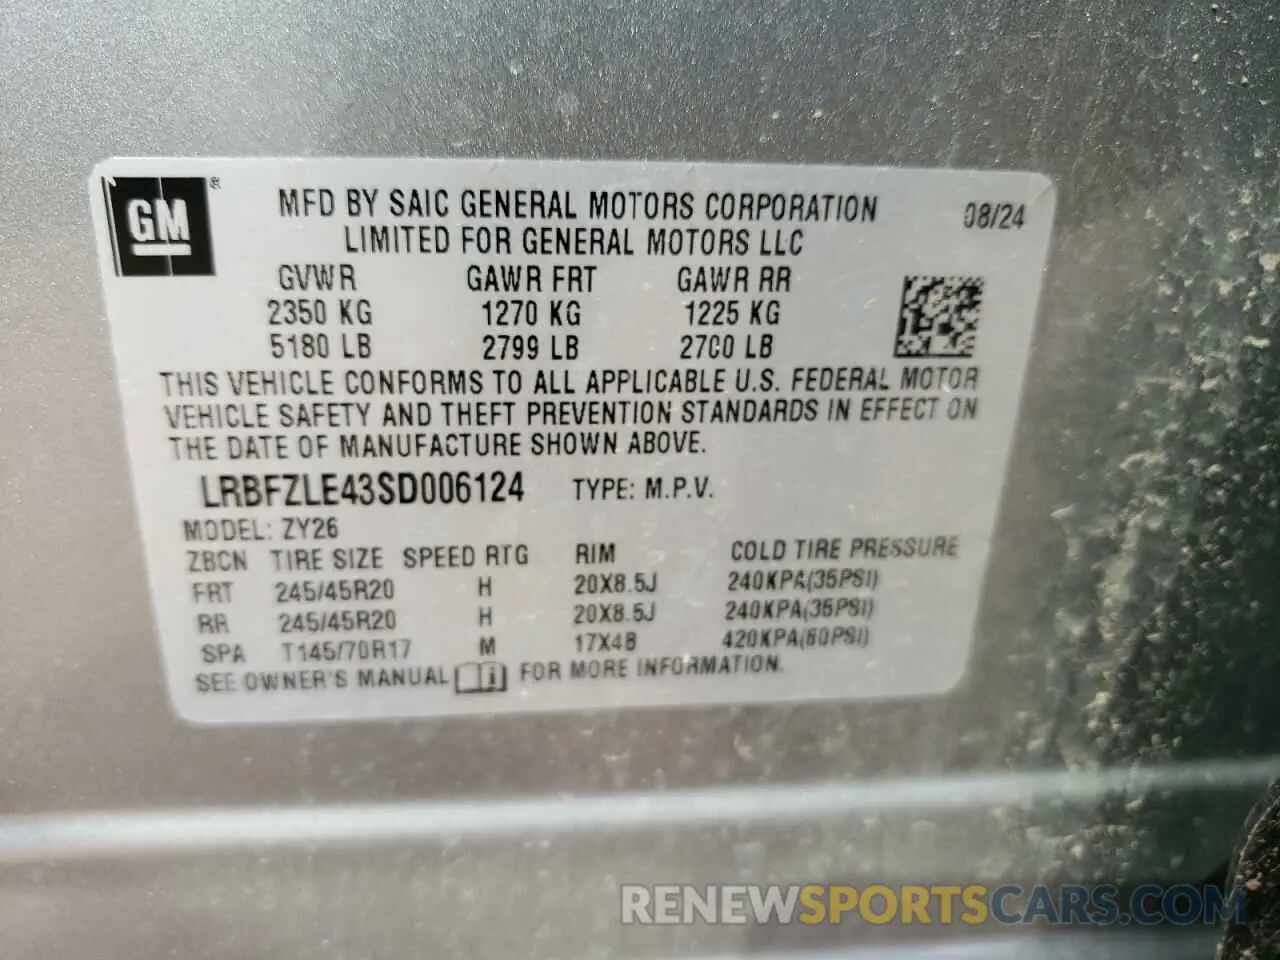 GM ®
MFD BY SAIC GENERAL MOTORS CORPORATION 08/24
LIMITED FOR GENERAL MOTORS LLC
GVWR GAWR FRT GAWR RR
2350 KG 1270 KG 1225 KG
5180 LB 2799 LB 2700 LB
THIS VEHICLE CONFORMS TO ALL APPLICABLE U.S. FEDERAL MOTOR
VEHICLE SAFETY AND THEFT PREVENTION STANDARDS IN EFFECT ON
THE DATE OF MANUFACTURE SHOWN ABOVE.
LRBFZLE43SD006124 TYPE: M.P.V.
MODEL: ZY26
ZBCN TIRE SIZE SPEED RTG RIM COLD TIRE PRESSURE
FRT 245/45R20 H 20X8.5J 240KPA(35PSI)
RR 245/45R20 H 20X8.5J 240KPA(35PSI)
SPA T145/70R17 M 17X4B 420KPA(60PSI)
SEE OWNER'S MANUAL FOR MORE INFORMATION.
RENEWSPORTSCARS.COM